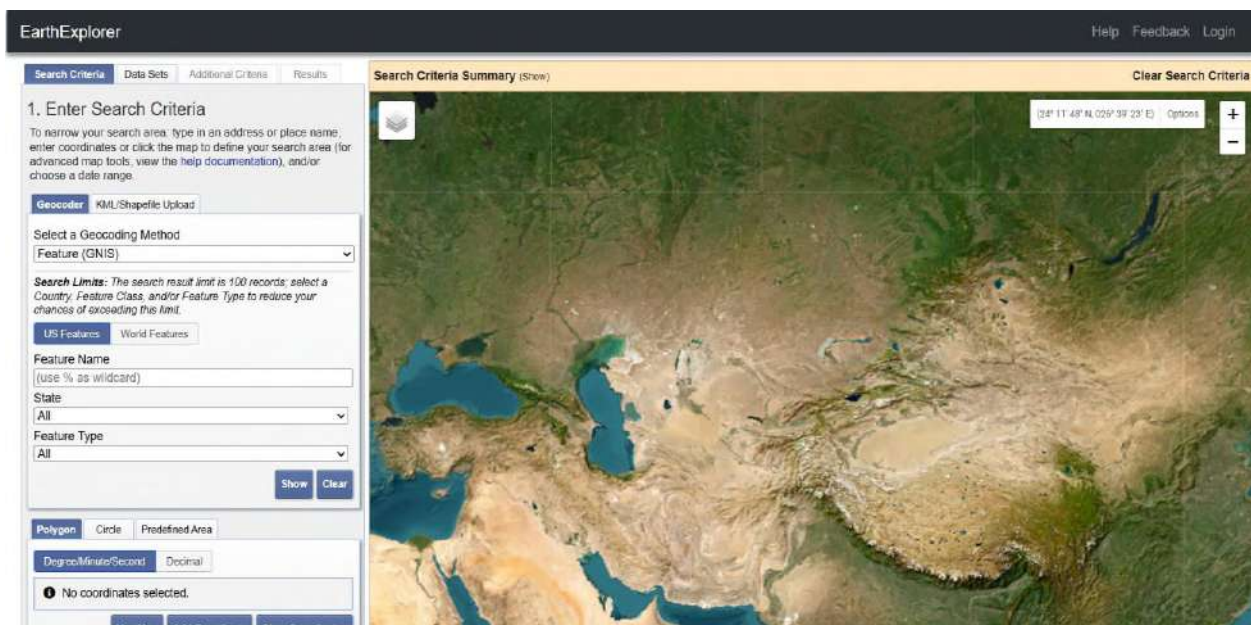 EarthExplorer
Help Feedback Login
Search Criteria Data Sets Additional Criteria Results
Search Criteria Summary (Show)
Clear Search Criteria
1. Enter Search Criteria
To narrow your search area: type in an address or place name,
enter coordinates or click the map to define your search area (for
advanced map tools, view the help documentation), and/or
choose a date range.
Geocoder KML/Shapefile Upload
Select a Geocoding Method
Feature (GNIS)
Search Limits: The search result limit is 100 records; select a
Country, Feature Class, and/or Feature Type to reduce your
chances of exceeding this limit.
US Features World Features
Feature Name
(use % as wildcard)
State
All
Feature Type
All
Show Clear
Polygon Circle Predefined Area
Degree/Minute/Second Decimal
No coordinates selected.
(24° 11' 48" N, 026° 39' 23" E) Options
+
−